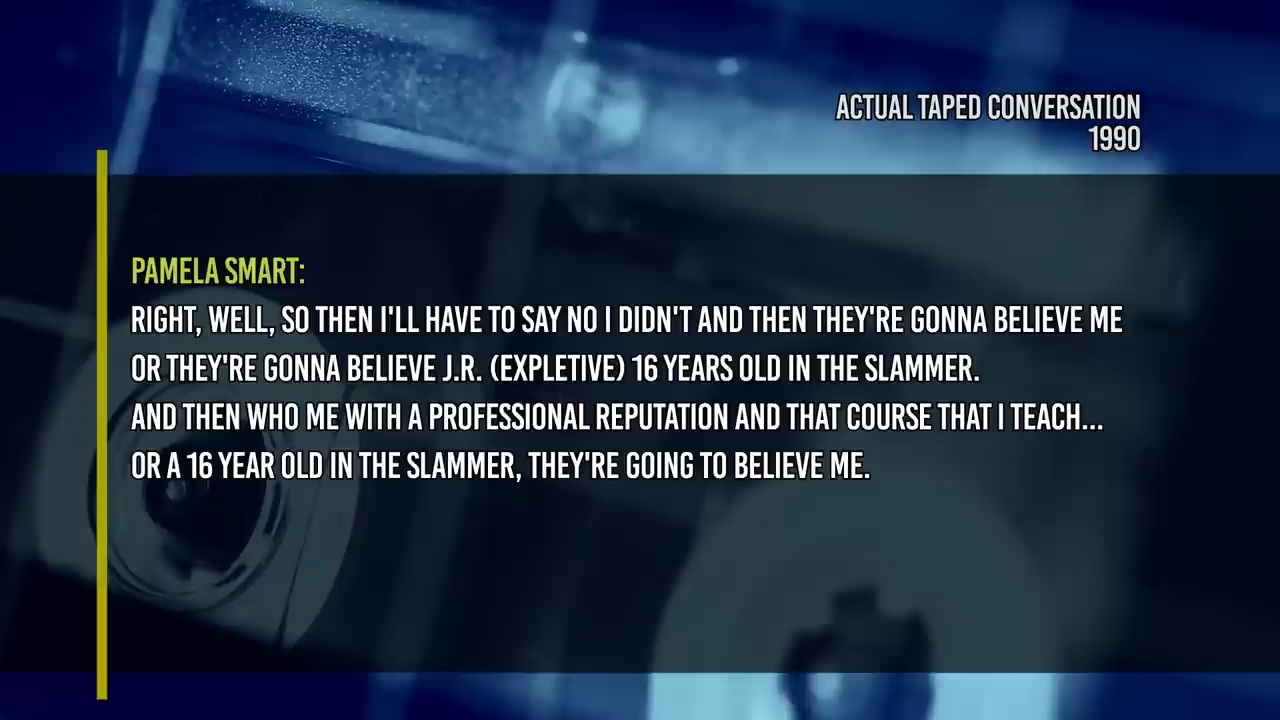 ACTUAL TAPED CONVERSATION
1990
PAMELA SMART:
RIGHT, WELL, SO THEN I'LL HAVE TO SAY NO I DIDN'T AND THEN THEY'RE GONNA BELIEVE ME
OR THEY'RE GONNA BELIEVE J.R. (EXPLETIVE) 16 YEARS OLD IN THE SLAMMER.
AND THEN WHO ME WITH A PROFESSIONAL REPUTATION AND THAT COURSE THAT I TEACH...
OR A 16 YEAR OLD IN THE SLAMMER, THEY'RE GOING TO BELIEVE ME.